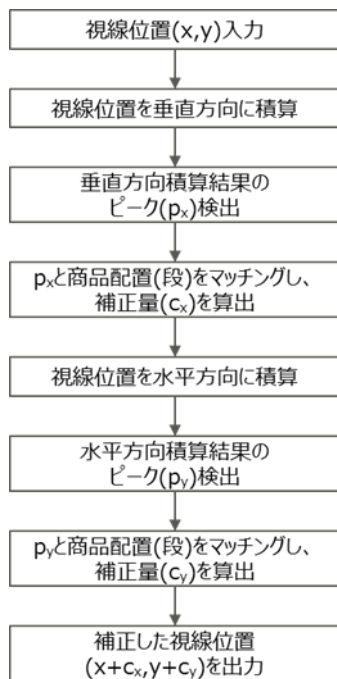 視線位置(x,y)入力
視線位置を垂直方向に積算
垂直方向積算結果の
ピーク(pₓ)検出
pₓと商品配置(段)をマッチングし、
補正量(cₓ)を算出
視線位置を水平方向に積算
水平方向積算結果の
ピーク(p_y)検出
p_yと商品配置(段)をマッチングし、
補正量(c_y)を算出
補正した視線位置
(x+cₓ,y+c_y)を出力